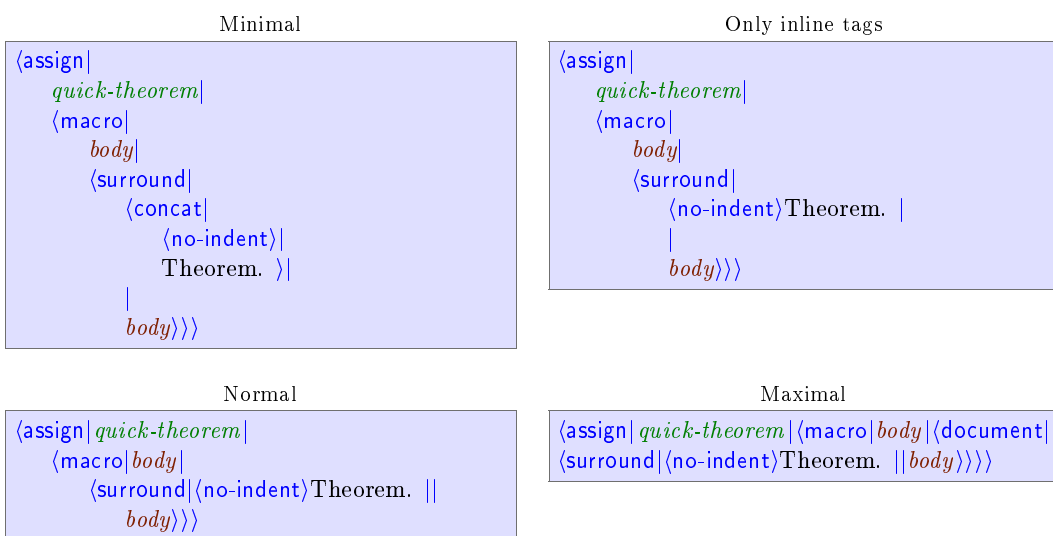 Minimal
⟨assign|
quick-theorem|
⟨macro|
body|
⟨surround|
⟨concat|
⟨no-indent⟩|
Theorem. ⟩|
|
body⟩⟩⟩
Only inline tags
⟨assign|
quick-theorem|
⟨macro|
body|
⟨surround|
⟨no-indent⟩Theorem. |
|
body⟩⟩⟩
Normal
⟨assign|quick-theorem|
⟨macro|body|
⟨surround|⟨no-indent⟩Theorem. ||
body⟩⟩⟩
Maximal
⟨assign|quick-theorem|⟨macro|body|⟨document|
⟨surround|⟨no-indent⟩Theorem. ||body⟩⟩⟩⟩